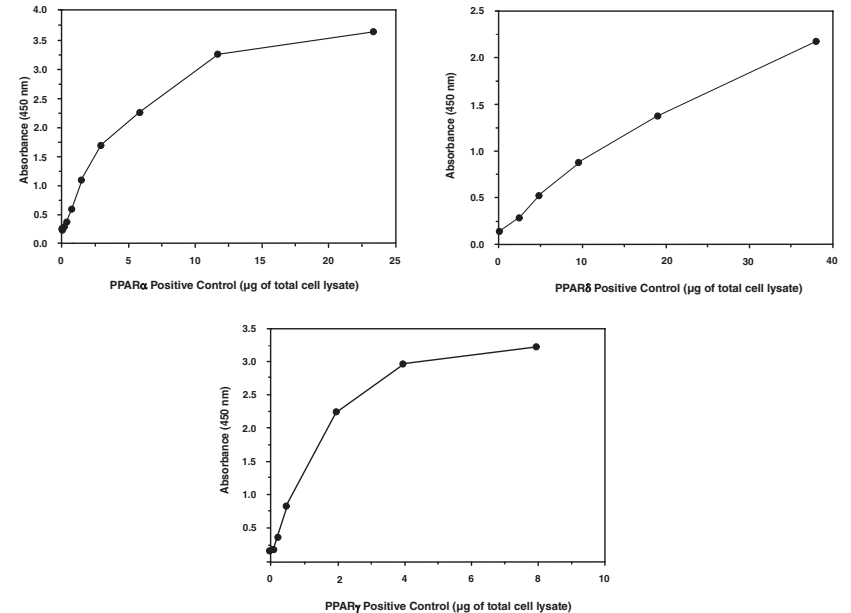 4.0
3.5
3.0
2.5
2.0
1.5
1.0
0.5
0.0
Absorbance (450 nm)
0 5 10 15 20 25
PPARα Positive Control (µg of total cell lysate)
2.5
2.0
1.5
1.0
0.5
0.0
Absorbance (450 nm)
0 10 20 30 40
PPARδ Positive Control (µg of total cell lysate)
3.5
3.0
2.5
2.0
1.5
1.0
0.5
Absorbance (450 nm)
0 2 4 6 8 10
PPARγ Positive Control (µg of total cell lysate)